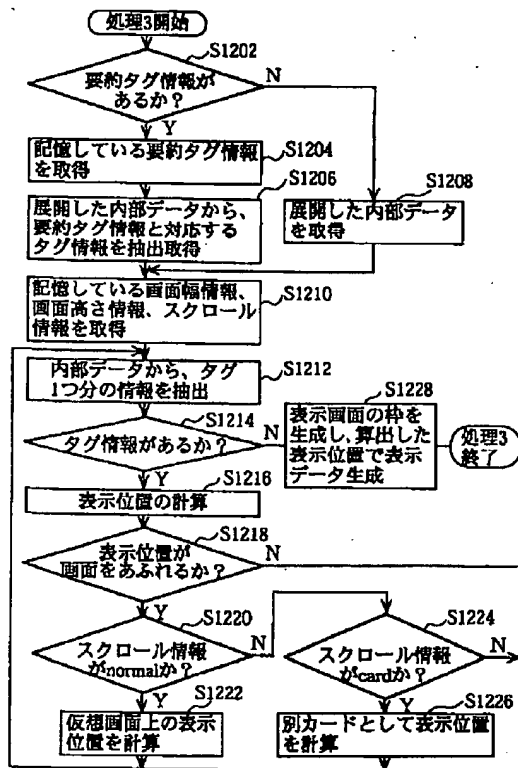 処理3開始
S1202
要約タグ情報が
あるか？
N
Y
S1204
記憶している要約タグ情報
を取得
S1206
展開した内部データから、
要約タグ情報と対応する
タグ情報を抽出取得
S1208
展開した内部データ
を取得
S1210
記憶している画面幅情報、
画面高さ情報、スクロール
情報を取得
S1212
内部データから、タグ
1つ分の情報を抽出
S1214
タグ情報があるか？
N
Y
S1228
表示画面の枠を
生成し、算出した
表示位置で表示
データ生成
処理3
終了
S1216
表示位置の計算
S1218
表示位置が
画面をあふれるか？
N
Y
S1220
スクロール情報
がnormalか？
N
Y
S1224
スクロール情報
がcardか？
N
Y
S1222
仮想画面上の表示
位置を計算
S1226
別カードとして表示位置
を計算